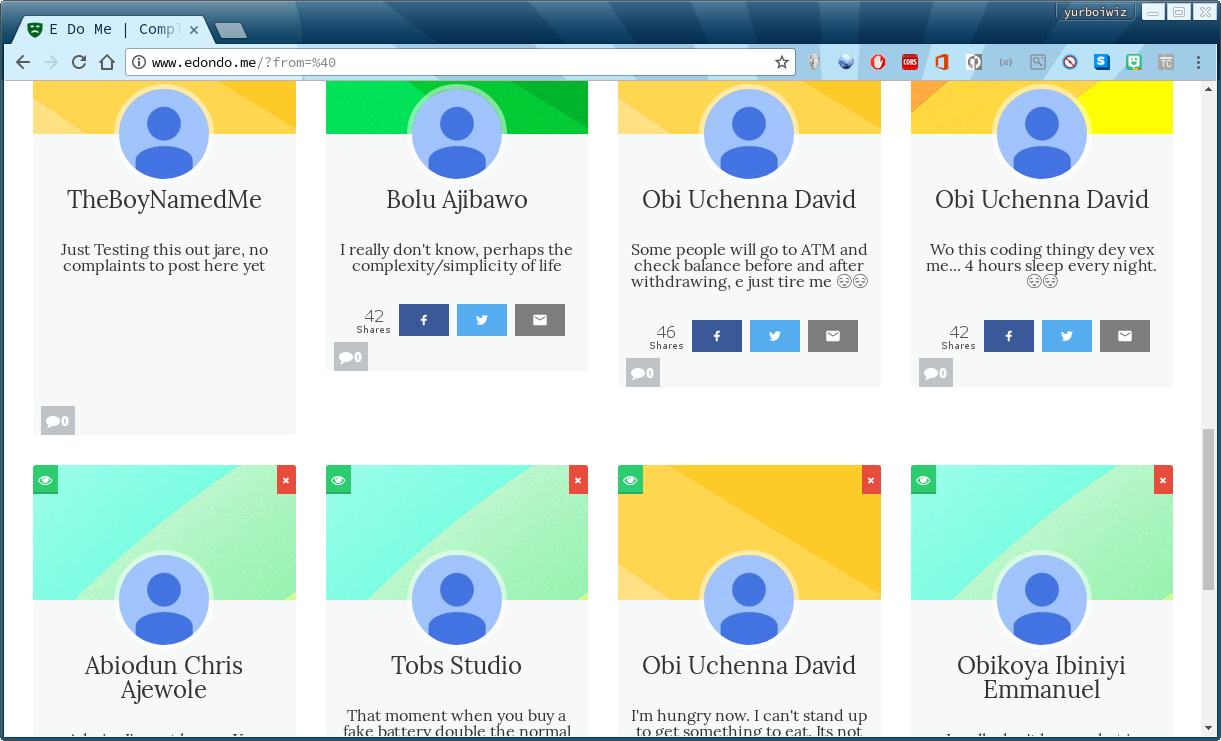 yurboiwiz
E Do Me | Comp
www.edondo.me/?from=%40
CORS
S
TC
TheBoyNamedMe
Just Testing this out jare, no
complaints to post here yet
0
Bolu Ajibawo
I really don't know, perhaps the
complexity/simplicity of life
42
Shares
0
Obi Uchenna David
Some people will go to ATM and
check balance before and after
withdrawing, e just tire me 😔😔
46
Shares
0
Obi Uchenna David
Wo this coding thingy dey vex
me... 4 hours sleep every night.
😔😔
42
Shares
0
Abiodun Chris
Ajewole
Tobs Studio
That moment when you buy a
fake battery double the normal
Obi Uchenna David
I'm hungry now. I can't stand up
to get something to eat. Its not
Obikoya Ibiniyi
Emmanuel